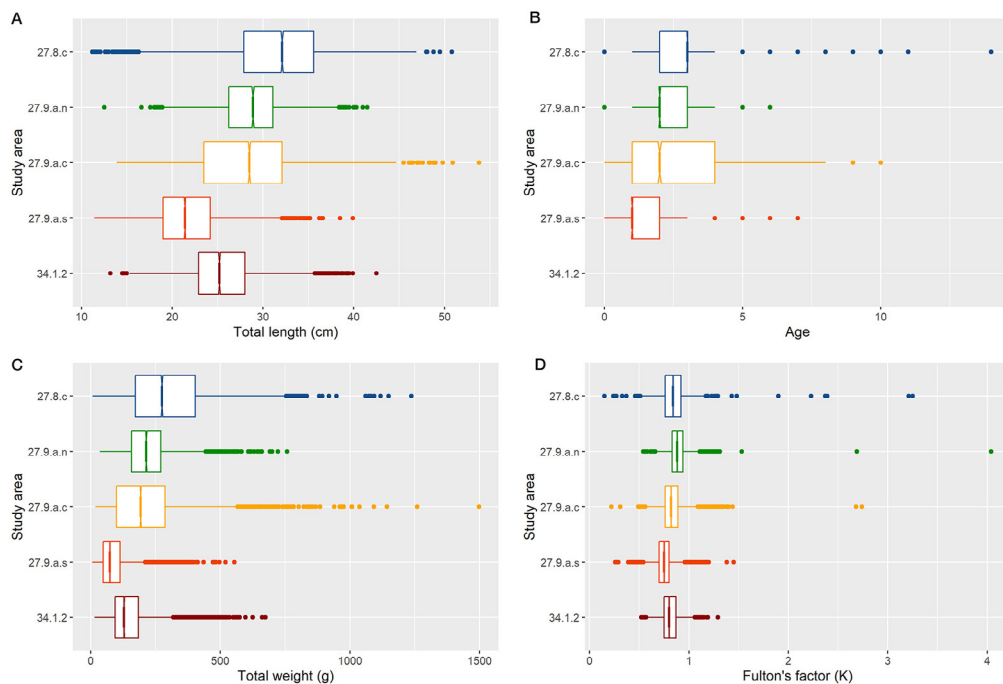 A
Study area
27.8.c
27.9.a.n
27.9.a.c
27.9.a.s
34.1.2
10
20
30
40
50
Total length (cm)
B
Study area
27.8.c
27.9.a.n
27.9.a.c
27.9.a.s
34.1.2
0
5
10
Age
C
Study area
27.8.c
27.9.a.n
27.9.a.c
27.9.a.s
34.1.2
0
500
1000
1500
Total weight (g)
D
Study area
27.8.c
27.9.a.n
27.9.a.c
27.9.a.s
34.1.2
0
1
2
3
4
Fulton's factor (K)